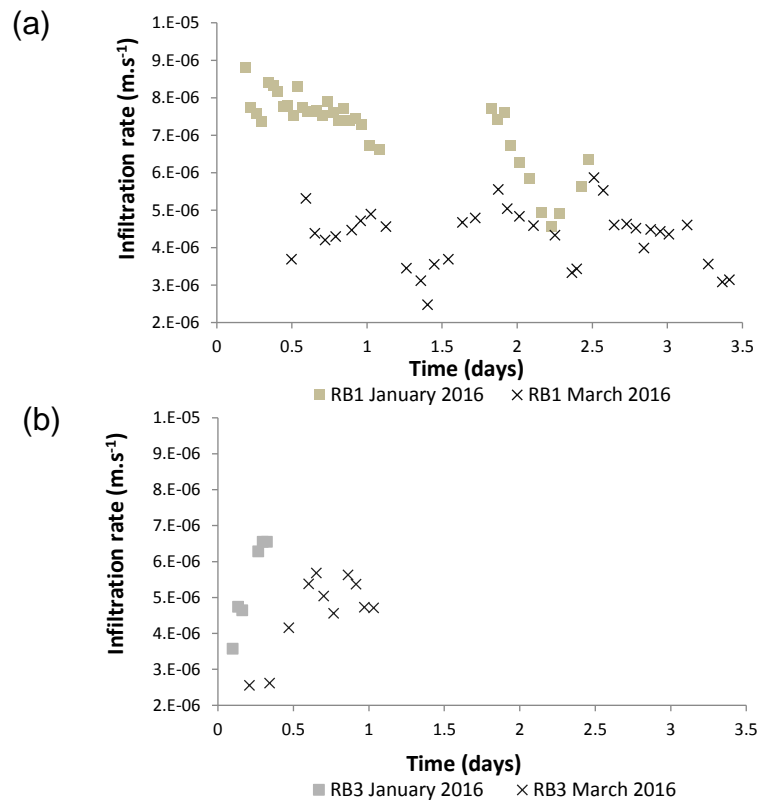 (a)
Infiltration rate (m.s⁻¹)
1.E-05
9.E-06
8.E-06
7.E-06
6.E-06
5.E-06
4.E-06
3.E-06
2.E-06
0 0.5 1 1.5 2 2.5 3 3.5
Time (days)
RB1 January 2016 RB1 March 2016
(b)
Infiltration rate (m.s⁻¹)
1.E-05
9.E-06
8.E-06
7.E-06
6.E-06
5.E-06
4.E-06
3.E-06
2.E-06
0 0.5 1 1.5 2 2.5 3 3.5
Time (days)
RB3 January 2016 RB3 March 2016